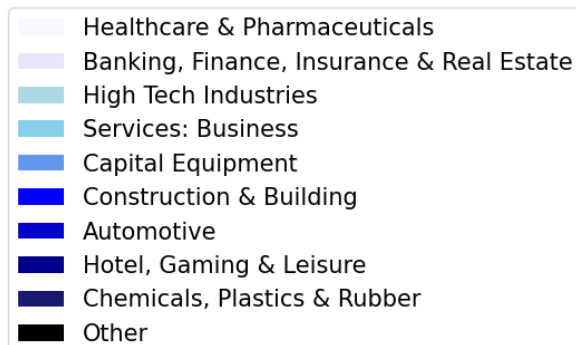 Healthcare & Pharmaceuticals
Banking, Finance, Insurance & Real Estate
High Tech Industries
Services: Business
Capital Equipment
Construction & Building
Automotive
Hotel, Gaming & Leisure
Chemicals, Plastics & Rubber
Other